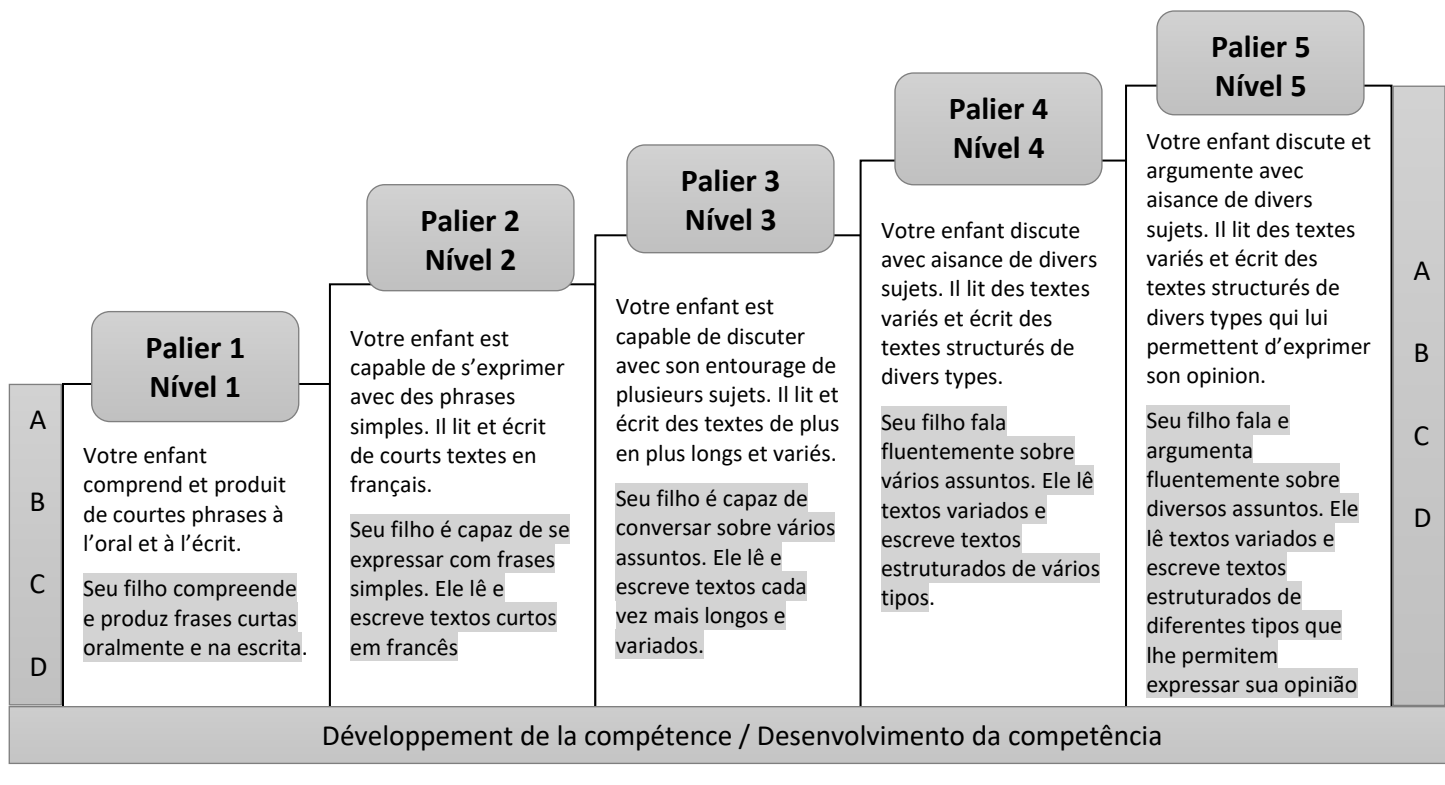 A
B
C
D
Palier 1
Nível 1
Votre enfant
comprend et produit
de courtes phrases à
l’oral et à l’écrit.
Seu filho compreende
e produz frases curtas
oralmente e na escrita.
Palier 2
Nível 2
Votre enfant est
capable de s’exprimer
avec des phrases
simples. Il lit et écrit
de courts textes en
français.
Seu filho é capaz de se
expressar com frases
simples. Ele lê e
escreve textos curtos
em francês
Palier 3
Nível 3
Votre enfant est
capable de discuter
avec son entourage de
plusieurs sujets. Il lit et
écrit des textes de plus
en plus longs et variés.
Seu filho é capaz de
conversar sobre vários
assuntos. Ele lê e
escreve textos cada
vez mais longos e
variados.
Palier 4
Nível 4
Votre enfant discute
avec aisance de divers
sujets. Il lit des textes
variés et écrit des
textes structurés de
divers types.
Seu filho fala
fluentemente sobre
vários assuntos. Ele lê
textos variados e
escreve textos
estruturados de vários
tipos.
Palier 5
Nível 5
Votre enfant discute et
argumente avec
aisance de divers
sujets. Il lit des textes
variés et écrit des
textes structurés de
divers types qui lui
permettent d’exprimer
son opinion.
Seu filho fala e
argumenta
fluentemente sobre
diversos assuntos. Ele
lê textos variados e
escreve textos
estruturados de
diferentes tipos que
lhe permitem
expressar sua opinião
A
B
C
D
Développement de la compétence / Desenvolvimento da competência